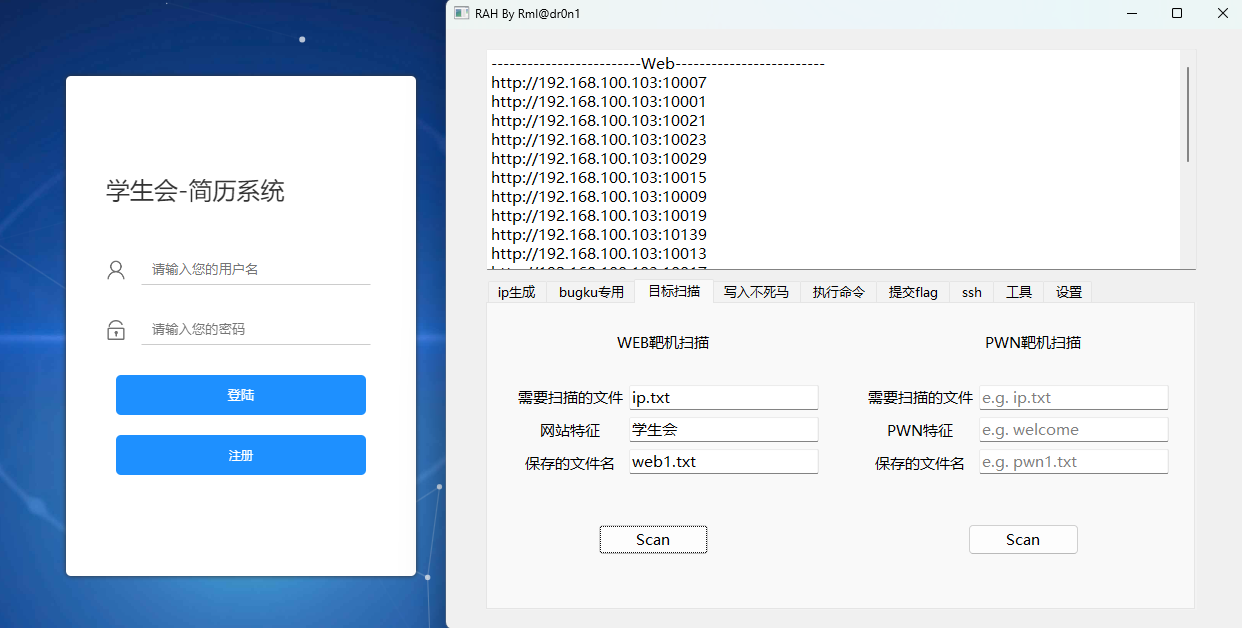 学生会-简历系统
请输入您的用户名
请输入您的密码
登陆
注册
RAH By Rml@dr0n1
-------------------------Web-------------------------
http://192.168.100.103:10007
http://192.168.100.103:10001
http://192.168.100.103:10021
http://192.168.100.103:10023
http://192.168.100.103:10029
http://192.168.100.103:10015
http://192.168.100.103:10009
http://192.168.100.103:10019
http://192.168.100.103:10139
http://192.168.100.103:10013
ip生成 bugku专用 目标扫描 写入不死马 执行命令 提交flag ssh 工具 设置
WEB靶机扫描
需要扫描的文件 ip.txt
网站特征 学生会
保存的文件名 web1.txt
Scan
PWN靶机扫描
需要扫描的文件 e.g. ip.txt
PWN特征 e.g. welcome
保存的文件名 e.g. pwn1.txt
Scan